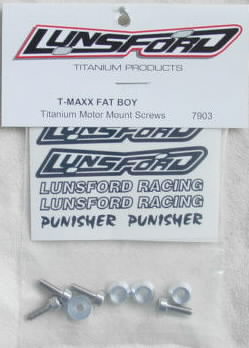 LUNSFORD
TITANIUM PRODUCTS
T-MAXX FAT BOY
Titanium Motor Mount Screws 7903
LUNSFORD
LUNSFORD RACING
LUNSFORD RACING
PUNISHER PUNISHER